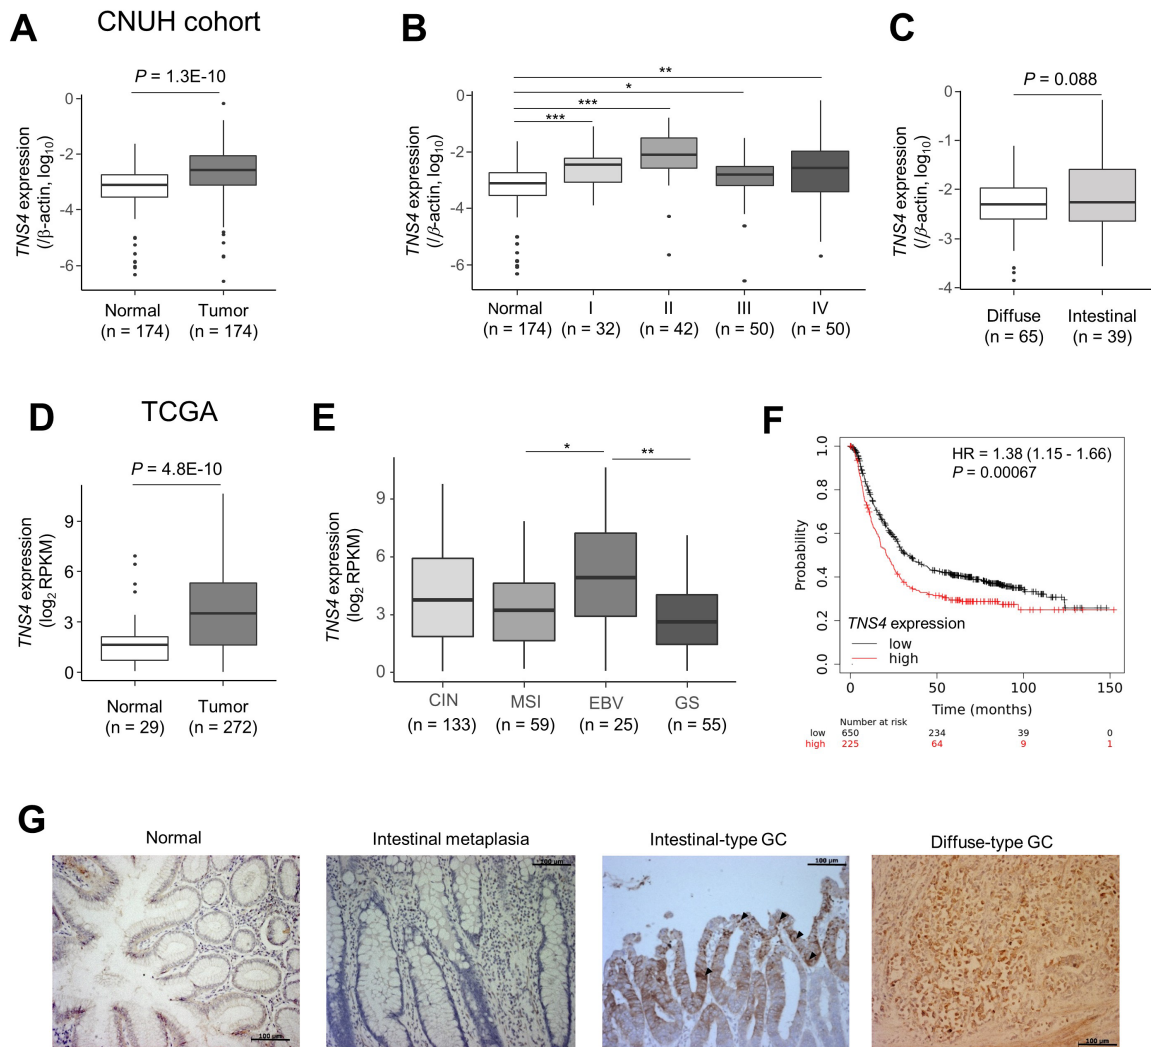 A
CNUH cohort
P = 1.3E-10
TNS4 expression
(/β-actin, log10)
0
-2
-4
-6
Normal
(n = 174)
Tumor
(n = 174)
B
**
*
***
***
TNS4 expression
(/β-actin, log10)
0
-2
-4
-6
Normal
(n = 174)
I
(n = 32)
II
(n = 42)
III
(n = 50)
IV
(n = 50)
C
P = 0.088
TNS4 expression
(/β-actin, log10)
0
-1
-2
-3
-4
Diffuse
(n = 65)
Intestinal
(n = 39)
D
TCGA
P = 4.8E-10
TNS4 expression
(log2 RPKM)
9
6
3
0
Normal
(n = 29)
Tumor
(n = 272)
E
*
**
TNS4 expression
(log2 RPKM)
9
6
3
0
CIN
(n = 133)
MSI
(n = 59)
EBV
(n = 25)
GS
(n = 55)
F
HR = 1.38 (1.15 - 1.66)
P = 0.00067
Probability
1.0
0.8
0.6
0.4
0.2
0.0
TNS4 expression
low
high
0 50 100 150
Time (months)
Number at risk
low 650 234 39 0
high 225 64 9 1
G
Normal
100 µm
Intestinal metaplasia
100 µm
Intestinal-type GC
100 µm
Diffuse-type GC
100 µm